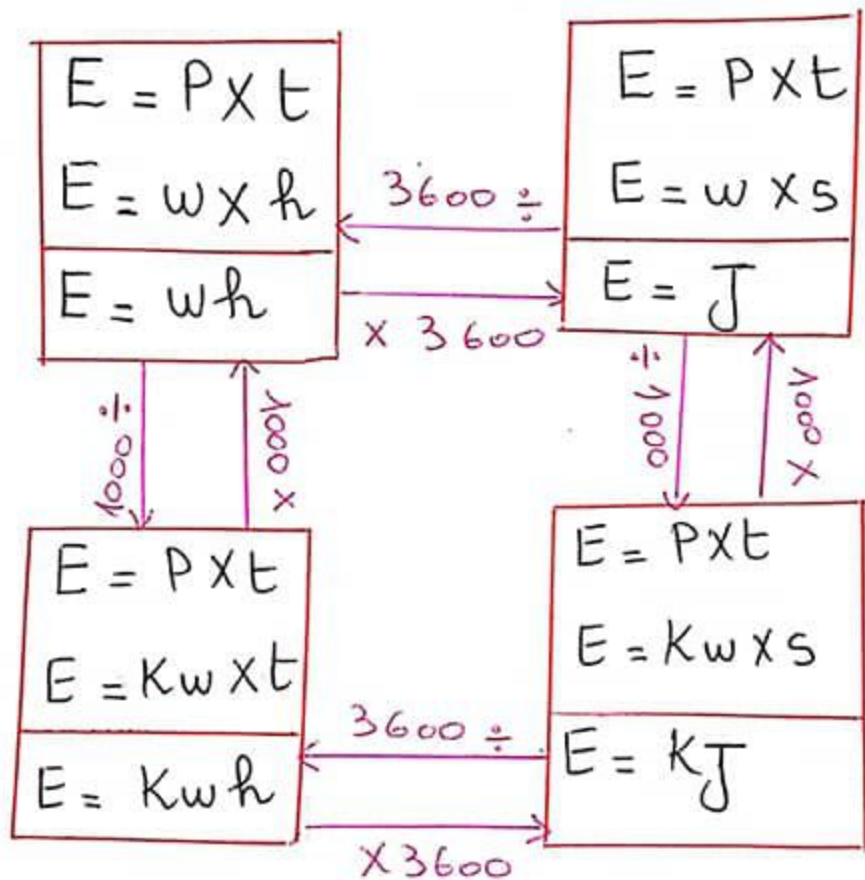 E = P X t
E = w X h
E = wh
3600 ÷
X 3600
E = P X t
E = w X s
E = J
1000 ÷
1000 X
÷ 1000
1000 X
E = P X t
E = Kw X t
E = Kwh
3600 ÷
X 3600
E = P X t
E = Kw X s
E = KJ